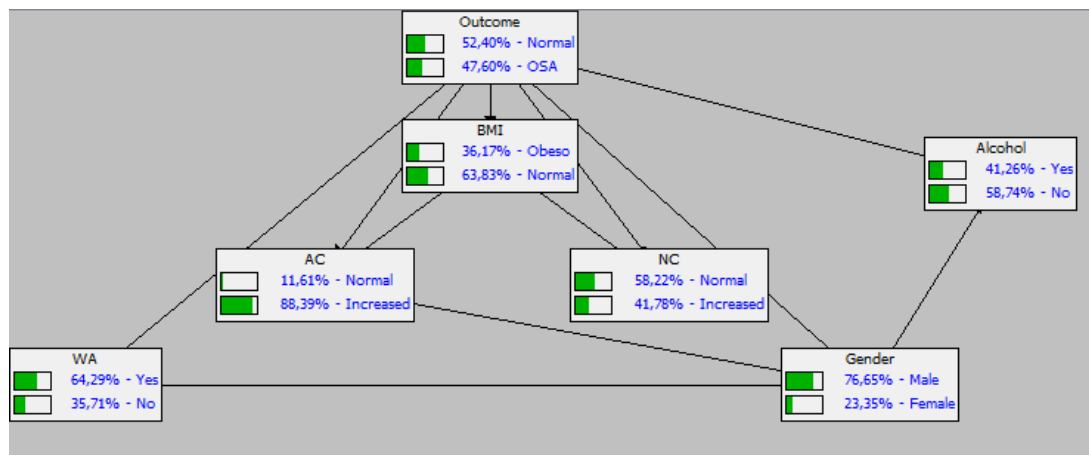 Outcome
52,40% - Normal
47,60% - OSA
BMI
36,17% - Obeso
63,83% - Normal
Alcohol
41,26% - Yes
58,74% - No
AC
11,61% - Normal
88,39% - Increased
NC
58,22% - Normal
41,78% - Increased
WA
64,29% - Yes
35,71% - No
Gender
76,65% - Male
23,35% - Female